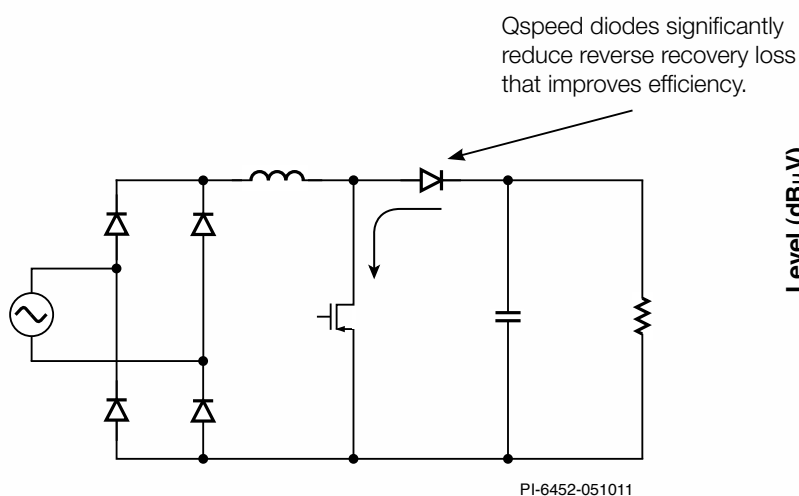 Qspeed diodes significantly
reduce reverse recovery loss
that improves efficiency.
Level (dBµV)
PI-6452-051011